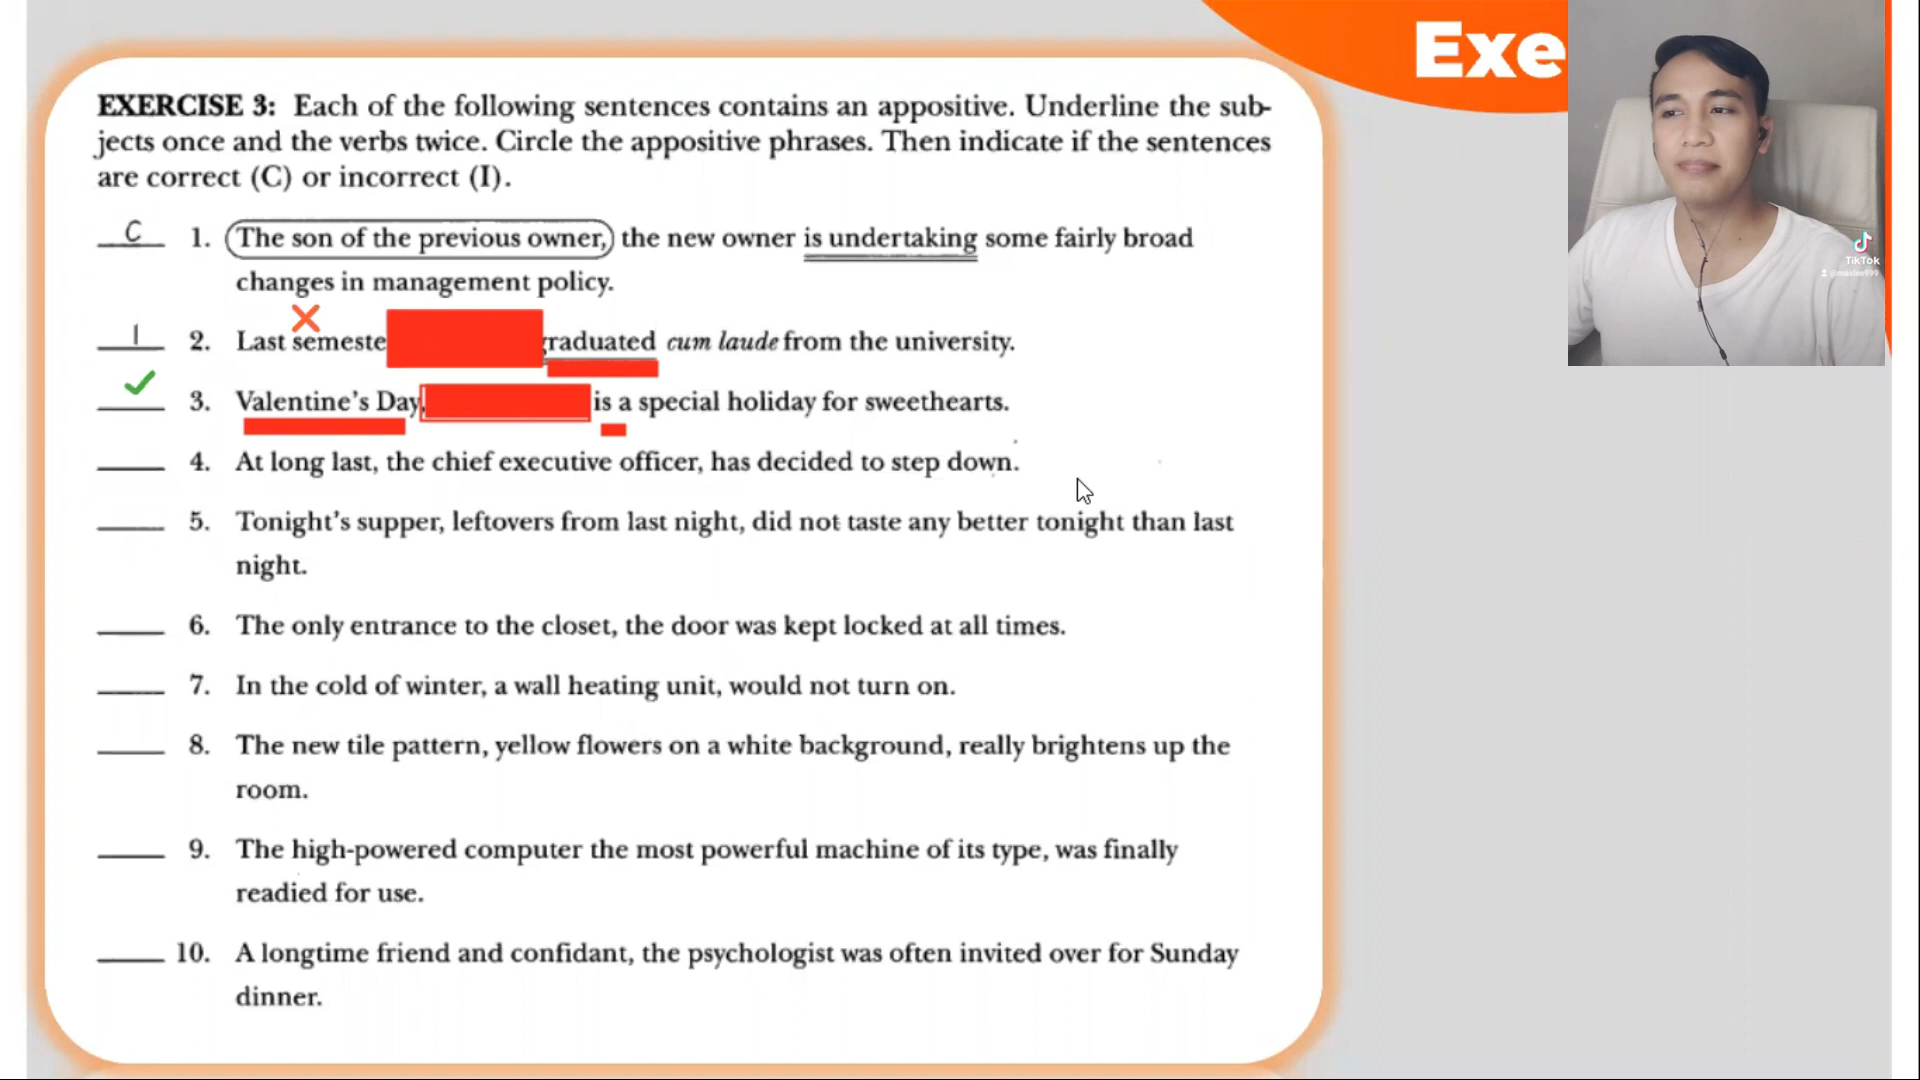 Exe
EXERCISE 3: Each of the following sentences contains an appositive. Underline the sub-
jects once and the verbs twice. Circle the appositive phrases. Then indicate if the sentences
are correct (C) or incorrect (I).
C 1. The son of the previous owner, the new owner is undertaking some fairly broad
changes in management policy.
I 2. Last semeste raduated cum laude from the university.
3. Valentine's Day, is a special holiday for sweethearts.
4. At long last, the chief executive officer, has decided to step down.
5. Tonight's supper, leftovers from last night, did not taste any better tonight than last
night.
6. The only entrance to the closet, the door was kept locked at all times.
7. In the cold of winter, a wall heating unit, would not turn on.
8. The new tile pattern, yellow flowers on a white background, really brightens up the
room.
9. The high-powered computer the most powerful machine of its type, was finally
readied for use.
10. A longtime friend and confidant, the psychologist was often invited over for Sunday
dinner.
TikTok